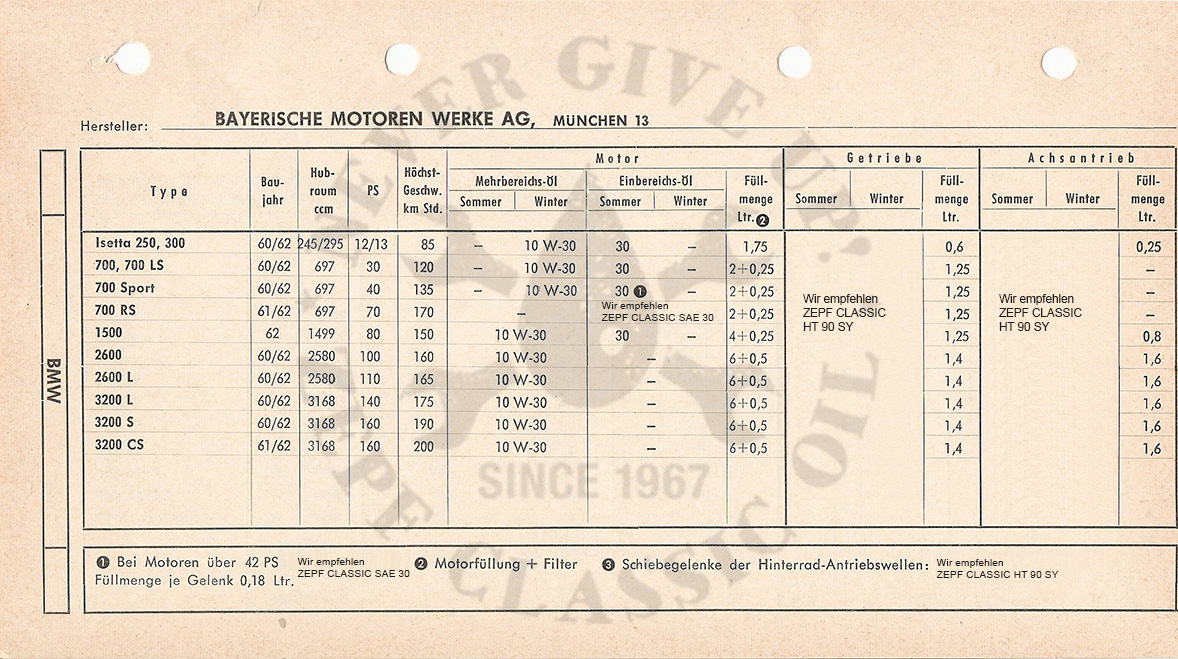 NEVER GIVE UP!
Hersteller: BAYERISCHE MOTOREN WERKE AG, MÜNCHEN 13
Type Bau- jahr Hub- raum ccm PS Höchst- Geschw. km Std. Motor Getriebe Achsantrieb
Mehrbereichs-Öl Einbereichs-Öl Füll- menge Ltr. ❷ Sommer Winter Füll- menge Ltr. Sommer Winter Füll- menge Ltr.
Sommer Winter Sommer Winter
Isetta 250, 300 60/62 245/295 12/13 85 – 10 W-30 30 – 1,75 0,6 0,25
700, 700 LS 60/62 697 30 120 – 10 W-30 30 – 2+0,25 1,25 –
700 Sport 60/62 697 40 135 – 10 W-30 30 ❶ – 2+0,25 1,25 –
Wir empfehlen
ZEPF CLASSIC
HT 90 SY
Wir empfehlen
ZEPF CLASSIC
HT 90 SY
700 RS 61/62 697 70 170 – Wir empfehlen ZEPF CLASSIC SAE 30 2+0,25 1,25 –
1500 62 1499 80 150 10 W-30 30 – 4+0,25 1,25 0,8
2600 60/62 2580 100 160 10 W-30 – 6+0,5 1,4 1,6
2600 L 60/62 2580 110 165 10 W-30 – 6+0,5 1,4 1,6
3200 L 60/62 3168 140 175 10 W-30 – 6+0,5 1,4 1,6
3200 S 60/62 3168 160 190 10 W-30 – 6+0,5 1,4 1,6
3200 CS 61/62 3168 160 200 10 W-30 – 6+0,5 1,4 1,6
BMW
SINCE 1967
ZEPF CLASSIC OIL
❶ Bei Motoren über 42 PS Wir empfehlen ZEPF CLASSIC SAE 30 ❷ Motorfüllung + Filter ❸ Schiebegelenke der Hinterrad-Antriebswellen: Wir empfehlen ZEPF CLASSIC HT 90 SY
Füllmenge je Gelenk 0,18 Ltr.